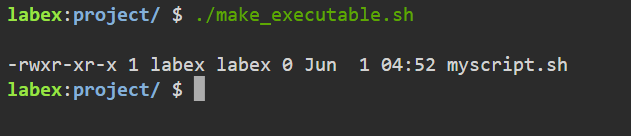 labex:project/ $ ./make_executable.sh
-rwxr-xr-x 1 labex labex 0 Jun  1 04:52 myscript.sh
labex:project/ $